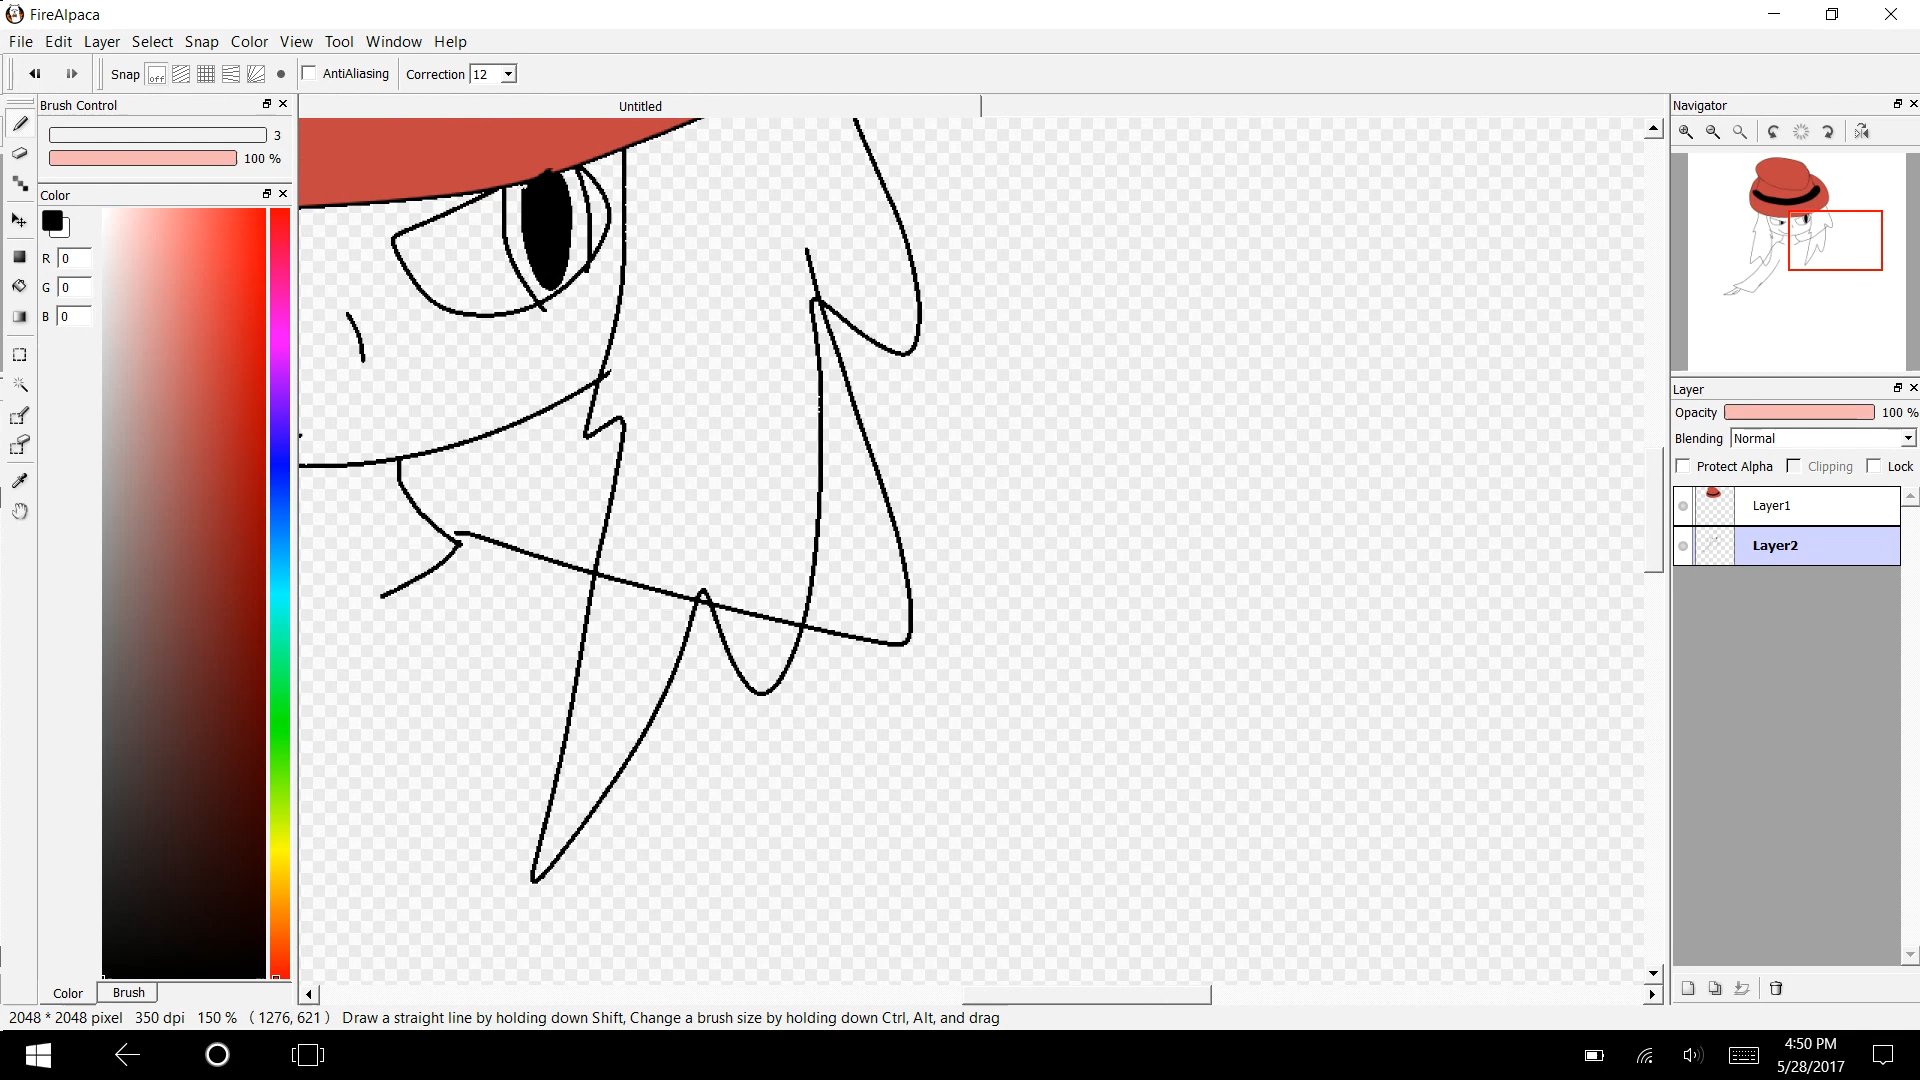 FireAlpaca
File Edit Layer Select Snap Color View Tool Window Help
Snap off AntiAliasing Correction 12
Brush Control
3
100 %
Color
R 0
G 0
B 0
Color Brush
Untitled
Navigator
Layer
Opacity 100 %
Blending Normal
Protect Alpha Clipping Lock
Layer1
Layer2
2048 * 2048 pixel 350 dpi 150 % ( 1276, 621 ) Draw a straight line by holding down Shift, Change a brush size by holding down Ctrl, Alt, and drag
4:50 PM
5/28/2017